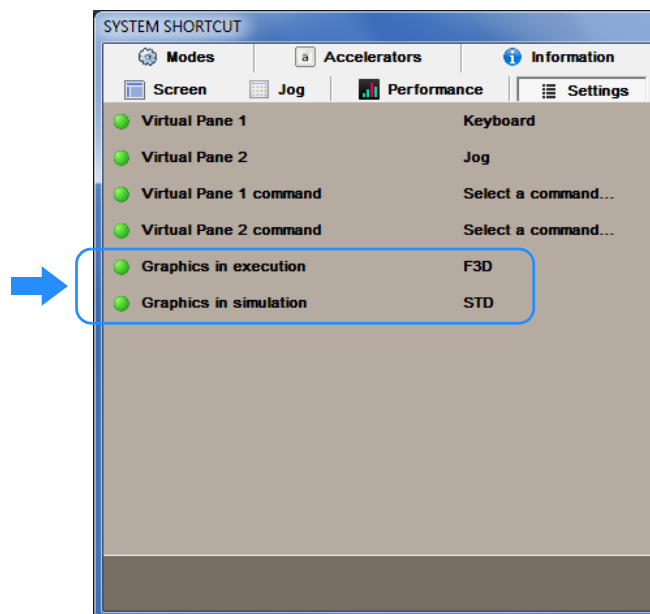 SYSTEM SHORTCUT
Modes a Accelerators Information
Screen Jog Performance Settings
Virtual Pane 1 Keyboard
Virtual Pane 2 Jog
Virtual Pane 1 command Select a command...
Virtual Pane 2 command Select a command...
Graphics in execution F3D
Graphics in simulation STD